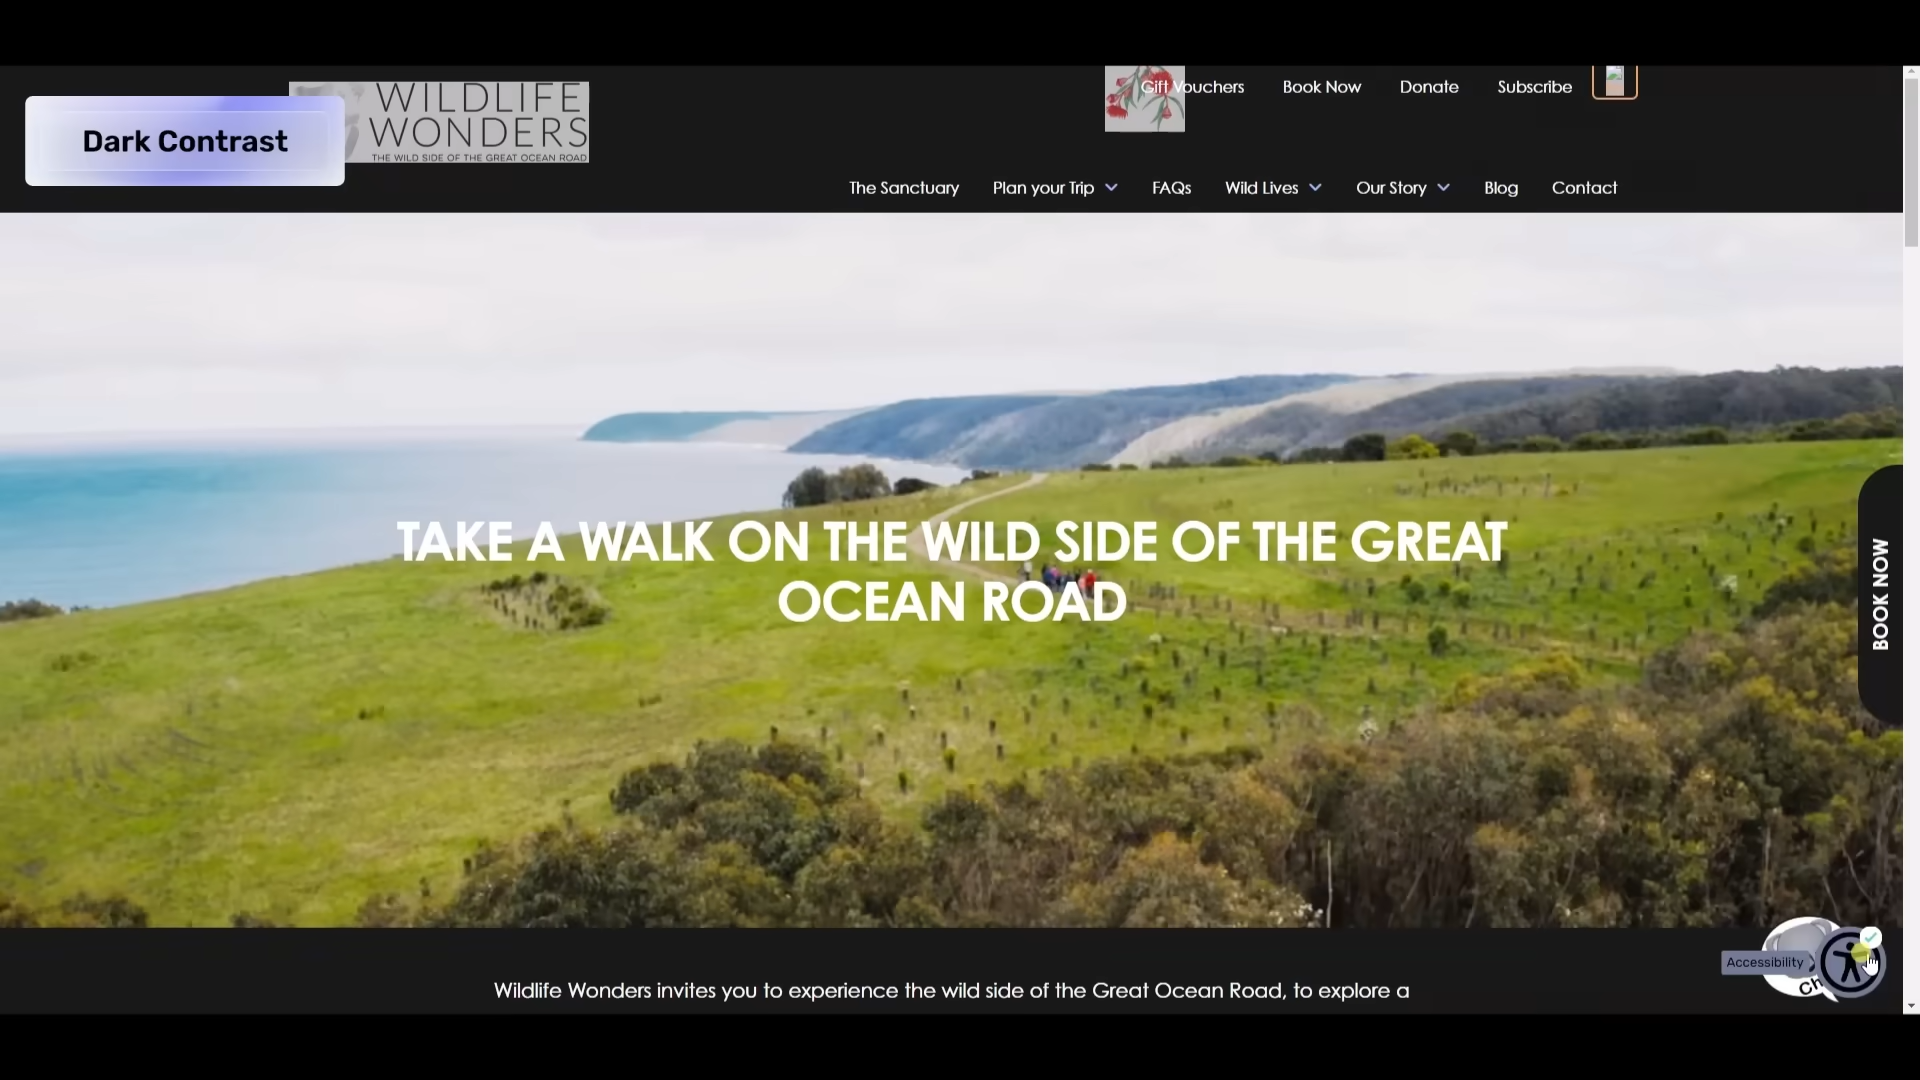 Dark Contrast
WILDLIFE
WONDERS
THE WILD SIDE OF THE GREAT OCEAN ROAD
Gift Vouchers Book Now Donate Subscribe
The Sanctuary Plan your Trip FAQs Wild Lives Our Story Blog Contact
TAKE A WALK ON THE WILD SIDE OF THE GREAT
OCEAN ROAD
BOOK NOW
Accessibility
Wildlife Wonders invites you to experience the wild side of the Great Ocean Road, to explore a